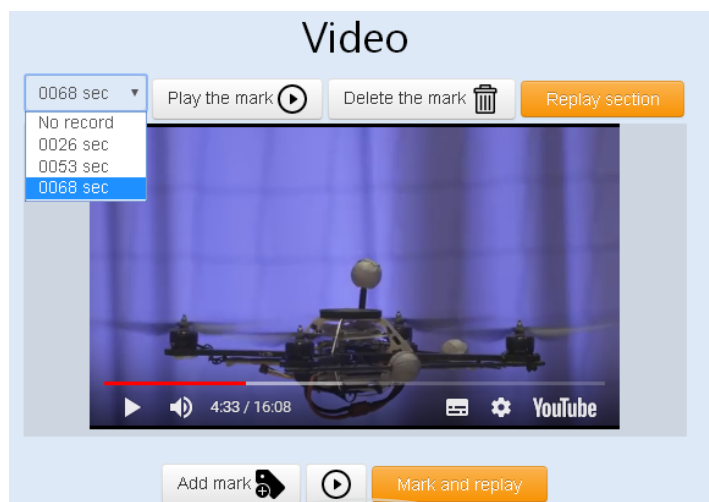 Video
0068 sec Play the mark Delete the mark Replay section
No record
0026 sec
0053 sec
0068 sec
4:33 / 16:08 YouTube
Add mark Mark and replay